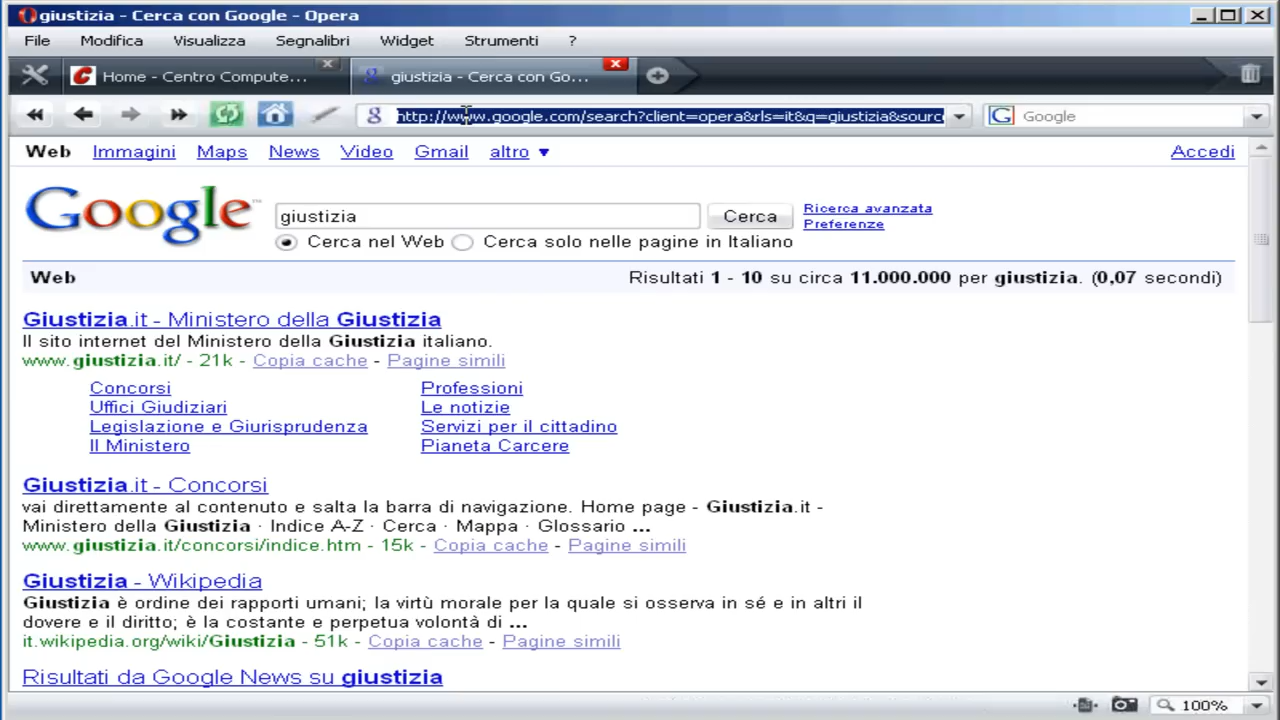 giustizia - Cerca con Google - Opera
File Modifica Visualizza Segnalibri Widget Strumenti ?
Home - Centro Compute... giustizia - Cerca con Go...
http://www.google.com/search?client=opera&rls=it&q=giustizia&sourc Google
Web Immagini Maps News Video Gmail altro ▼ Accedi
Google™ giustizia Cerca Ricerca avanzata
Preferenze
Cerca nel Web Cerca solo nelle pagine in Italiano
Web Risultati 1 - 10 su circa 11.000.000 per giustizia. (0,07 secondi)
Giustizia.it - Ministero della Giustizia
Il sito internet del Ministero della Giustizia italiano.
www.giustizia.it/ - 21k - Copia cache - Pagine simili
Concorsi Professioni
Uffici Giudiziari Le notizie
Legislazione e Giurisprudenza Servizi per il cittadino
Il Ministero Pianeta Carcere
Giustizia.it - Concorsi
vai direttamente al contenuto e salta la barra di navigazione. Home page - Giustizia.it -
Ministero della Giustizia · Indice A-Z · Cerca · Mappa · Glossario ...
www.giustizia.it/concorsi/indice.htm - 15k - Copia cache - Pagine simili
Giustizia - Wikipedia
Giustizia è ordine dei rapporti umani; la virtù morale per la quale si osserva in sé e in altri il
dovere e il diritto; è la costante e perpetua volontà di ...
it.wikipedia.org/wiki/Giustizia - 51k - Copia cache - Pagine simili
Risultati da Google News su giustizia
100%